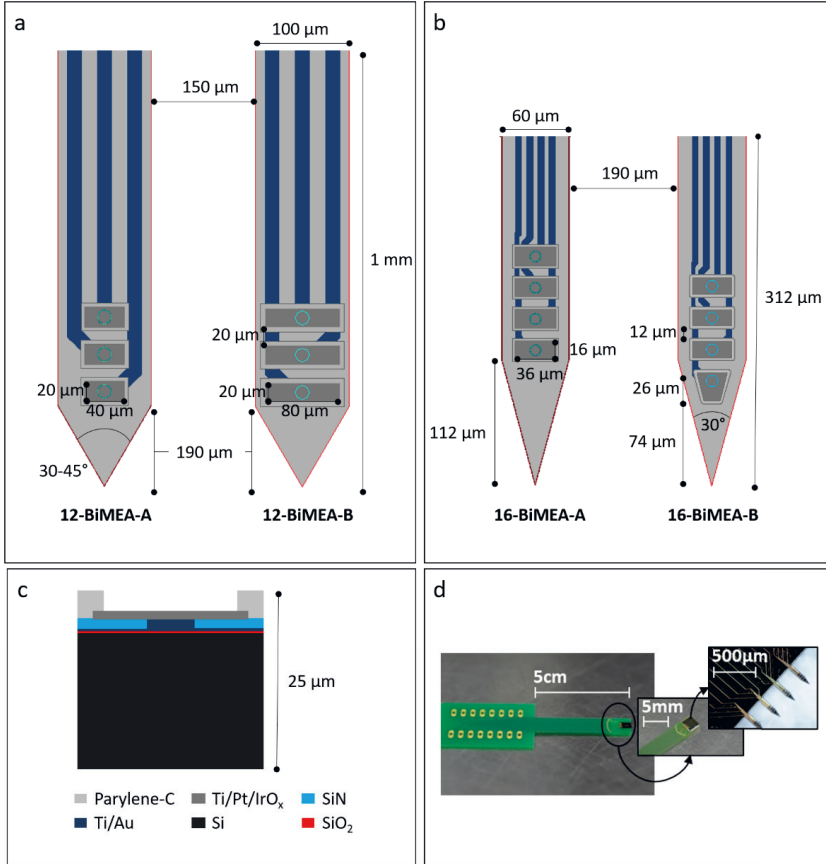 a
100 µm
150 µm
1 mm
20 µm
20 µm
40 µm
20 µm
80 µm
190 µm
30-45°
12-BiMEA-A
12-BiMEA-B
b
60 µm
190 µm
312 µm
16 µm
36 µm
12 µm
26 µm
30°
112 µm
74 µm
16-BiMEA-A
16-BiMEA-B
c
25 µm
Parylene-C
Ti/Pt/IrOₓ
SiN
Ti/Au
Si
SiO₂
d
5cm
5mm
500µm